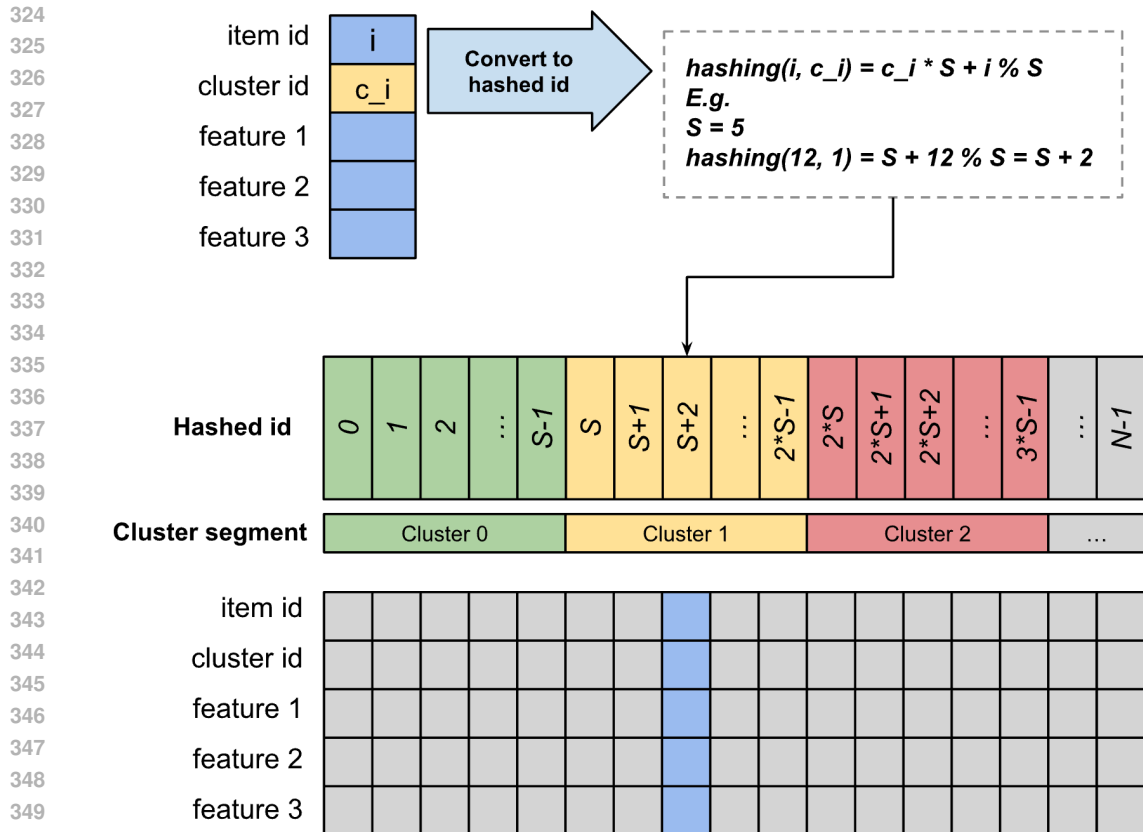 324
325
326
327
328
329
330
331
332
333
334
335
336
337
338
339
340
341
342
343
344
345
346
347
348
349
item id
i
cluster id
c_i
feature 1
feature 2
feature 3
Convert to
hashed id
hashing(i, c_i) = c_i * S + i % S
E.g.
S = 5
hashing(12, 1) = S + 12 % S = S + 2
Hashed id
0
1
2
...
S-1
S
S+1
S+2
...
2*S-1
2*S
2*S+1
2*S+2
...
3*S-1
...
N-1
Cluster segment
Cluster 0
Cluster 1
Cluster 2
...
item id
cluster id
feature 1
feature 2
feature 3